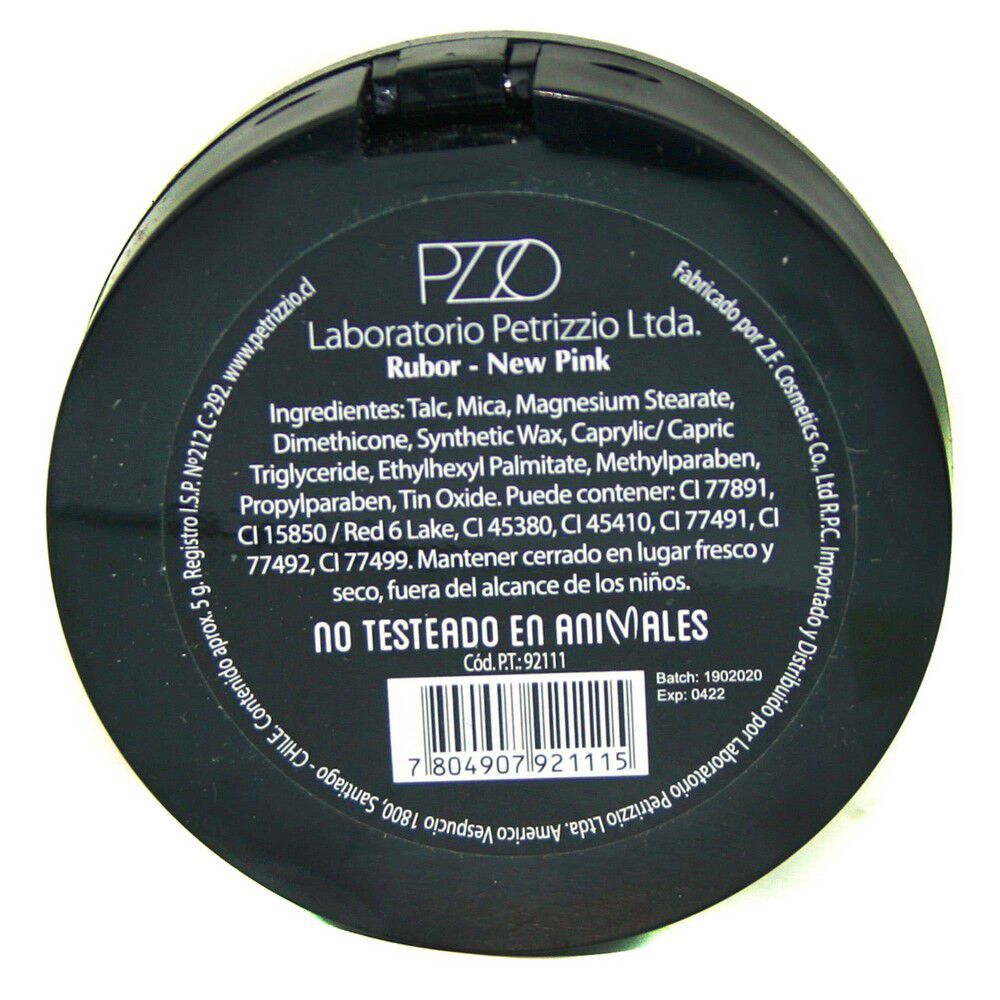 PZZO
Laboratorio Petrizzio Ltda.
Rubor - New Pink
Ingredientes: Talc, Mica, Magnesium Stearate,
Dimethicone, Synthetic Wax, Caprylic/ Capric
Triglyceride, Ethylhexyl Palmitate, Methylparaben,
Propylparaben, Tin Oxide. Puede contener: CI 77891,
CI 15850 / Red 6 Lake, CI 45380, CI 45410, CI 77491, CI
77492, CI 77499. Mantener cerrado en lugar fresco y
seco, fuera del alcance de los niños.
NO TESTEADO EN ANIMALES
Cód. P.T.: 92111
Batch: 1902020
Exp: 0422
7 804907 921115
Fabricado por Z.F. Cosmetics Co., Ltd R.P.C. Importado y Distribuido por Laboratorio Petrizzio Ltda. Americo Vespucio 1800, Santiago - CHILE. Contenido aprox. 5 g. Registro I.S.P. Nº212 C-292. www.petrizzio.cl